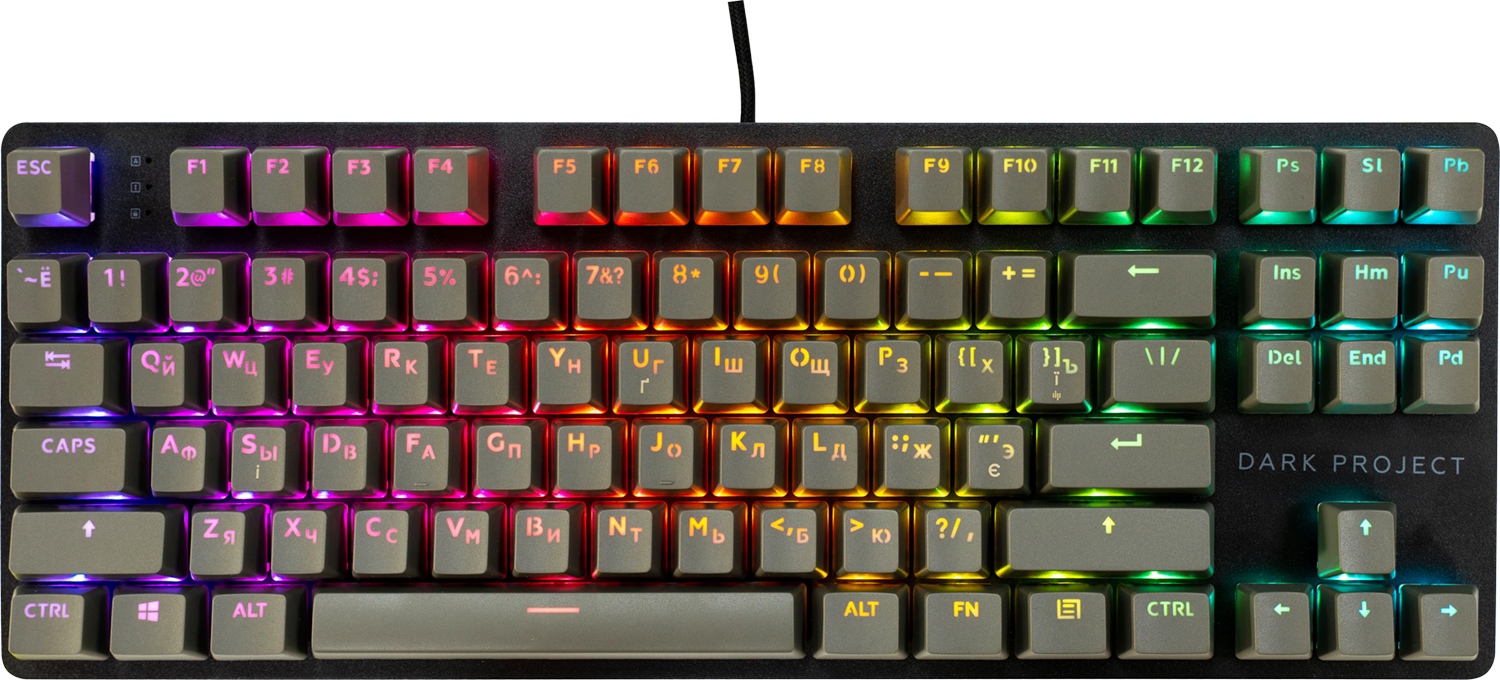 ESC F1 F2 F3 F4 F5 F6 F7 F8 F9 F10 F11 F12 Ps Sl Pb
`~Ё 1! 2@" 3# 4$; 5% 6^: 7&? 8* 9( 0) -– += Ins Hm Pu
QЙ WЦ EУ RК TЕ YН UГ Ґ IШ OЩ PЗ {[Х }]Ъ Ї \|/ Del End Pd
CAPS AФ SЫ І DВ FА GП HР JО KЛ LД :;Ж "'Э Є DARK PROJECT
ZЯ XЧ CС VМ BИ NТ MЬ <,Б >.Ю ?/,
CTRL ALT ALT FN CTRL